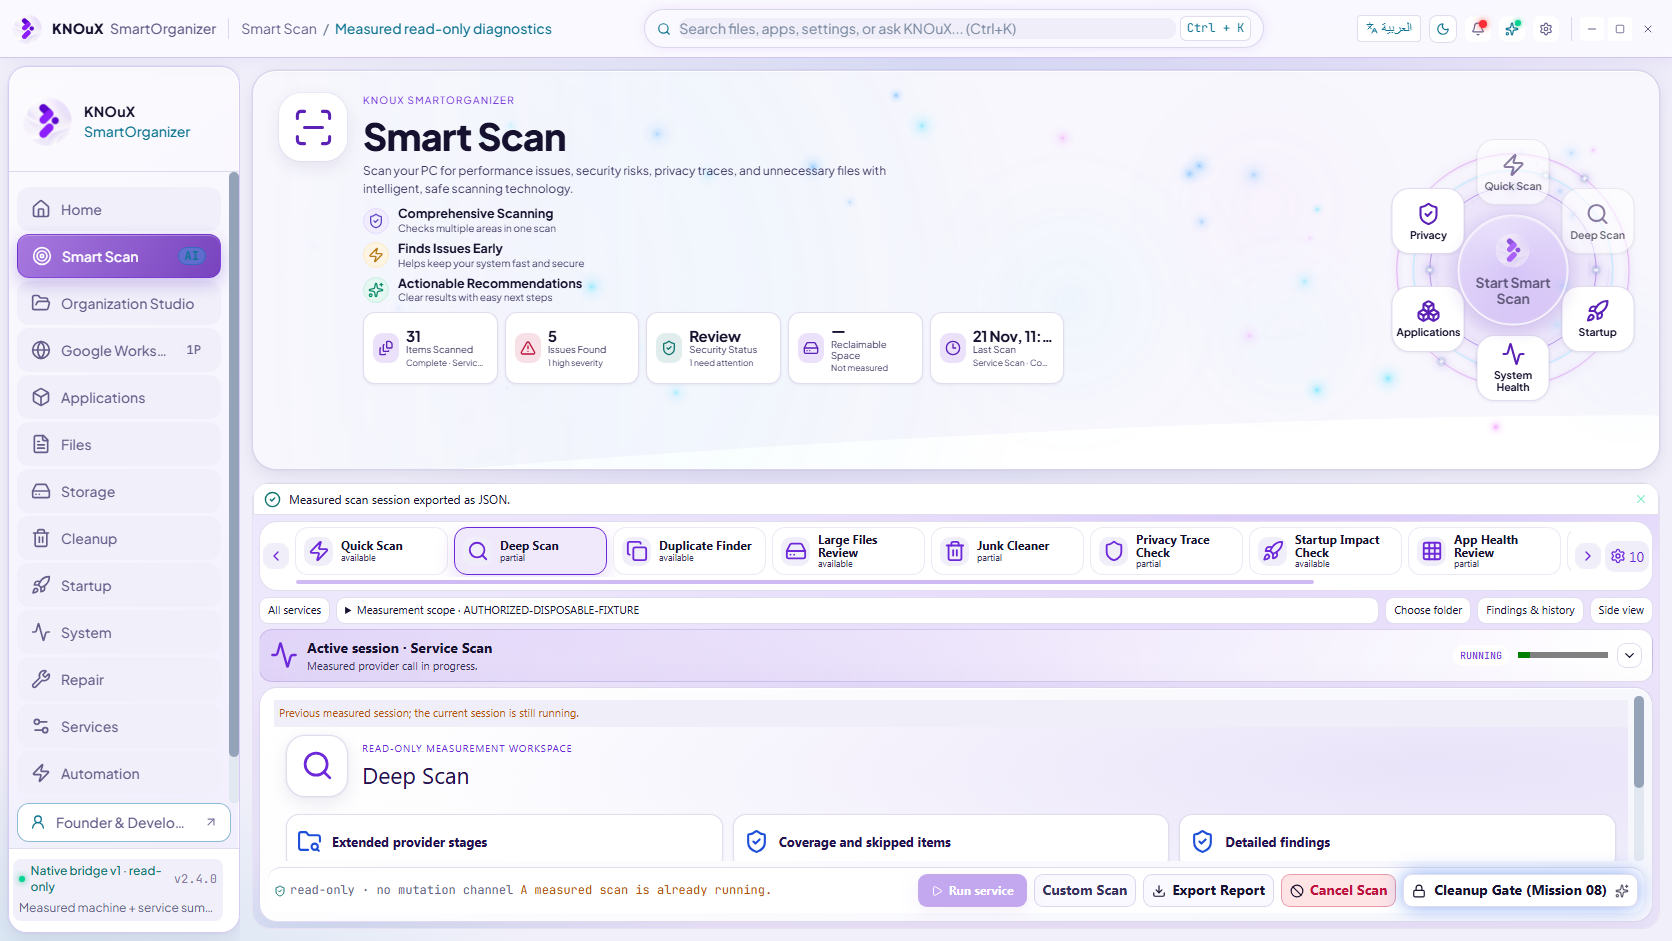 KNOuX SmartOrganizer
Smart Scan / Measured read-only diagnostics
Search files, apps, settings, or ask KNOuX... (Ctrl+K)
Ctrl + K
العربية
KNOuX
SmartOrganizer
Home
Smart Scan AI
Organization Studio
Google Works... 1P
Applications
Files
Storage
Cleanup
Startup
System
Repair
Services
Automation
Founder & Develo...
Native bridge v1 · read-only
v2.4.0
Measured machine + service sum...
KNOUX SMARTORGANIZER
Smart Scan
Scan your PC for performance issues, security risks, privacy traces, and unnecessary files with
intelligent, safe scanning technology.
Comprehensive Scanning
Checks multiple areas in one scan
Finds Issues Early
Helps keep your system fast and secure
Actionable Recommendations
Clear results with easy next steps
31
Items Scanned
Complete · Servic...
5
Issues Found
1 high severity
Review
Security Status
1 need attention
—
Reclaimable
Space
Not measured
21 Nov, 11:...
Last Scan
Service Scan · Co...
Quick Scan
Privacy
Deep Scan
Start Smart
Scan
Applications
Startup
System
Health
Measured scan session exported as JSON.
Quick Scan
available
Deep Scan
partial
Duplicate Finder
available
Large Files
Review
available
Junk Cleaner
partial
Privacy Trace
Check
partial
Startup Impact
Check
available
App Health
Review
partial
10
All services
Measurement scope · AUTHORIZED-DISPOSABLE-FIXTURE
Choose folder
Findings & history
Side view
Active session · Service Scan
Measured provider call in progress.
RUNNING
Previous measured session; the current session is still running.
READ-ONLY MEASUREMENT WORKSPACE
Deep Scan
Extended provider stages
Coverage and skipped items
Detailed findings
read-only · no mutation channel A measured scan is already running.
Run service
Custom Scan
Export Report
Cancel Scan
Cleanup Gate (Mission 08)